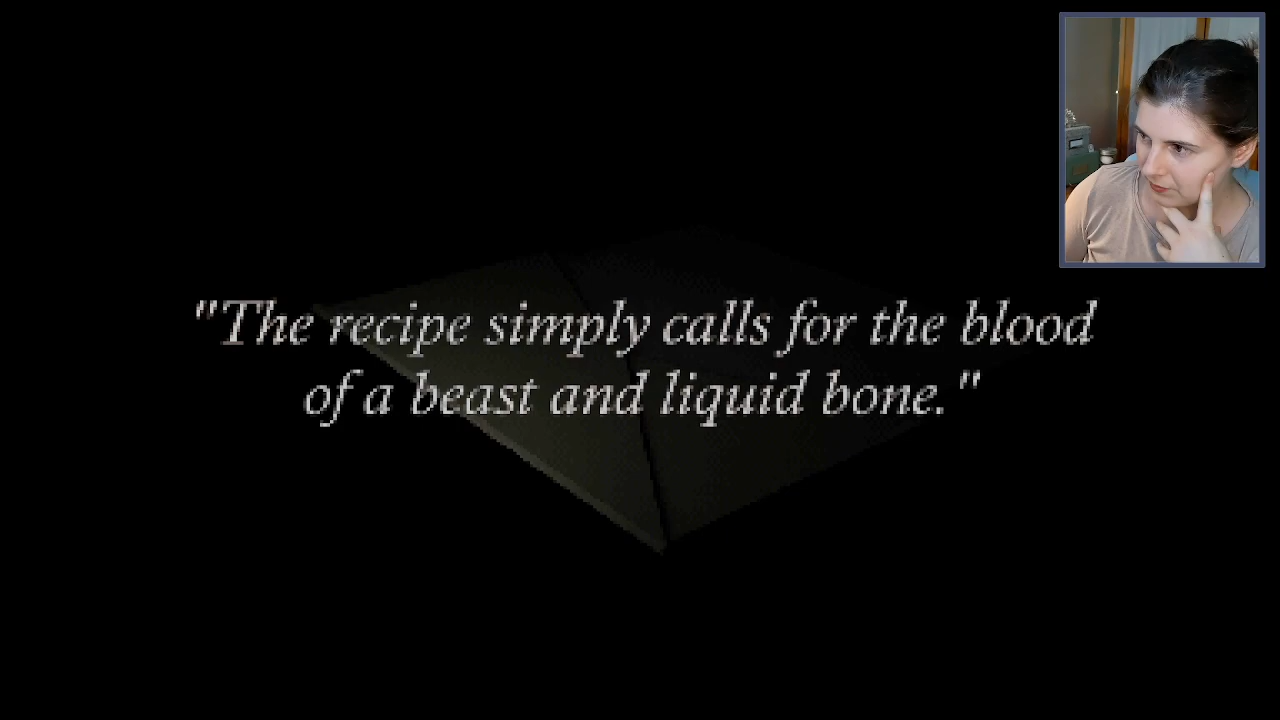 "The recipe simply calls for the blood
of a beast and liquid bone."